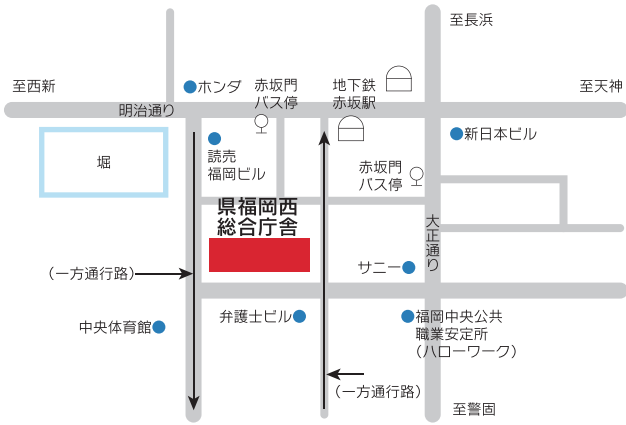 至長浜
至西新
ホンダ
赤坂門
バス停
地下鉄
赤坂駅
至天神
明治通り
新日本ビル
堀
読売
福岡ビル
赤坂門
バス停
県福岡西
総合庁舎
大正通り
サニー
（一方通行路）
中央体育館
弁護士ビル
福岡中央公共
職業安定所
（ハローワーク）
（一方通行路）
至警固